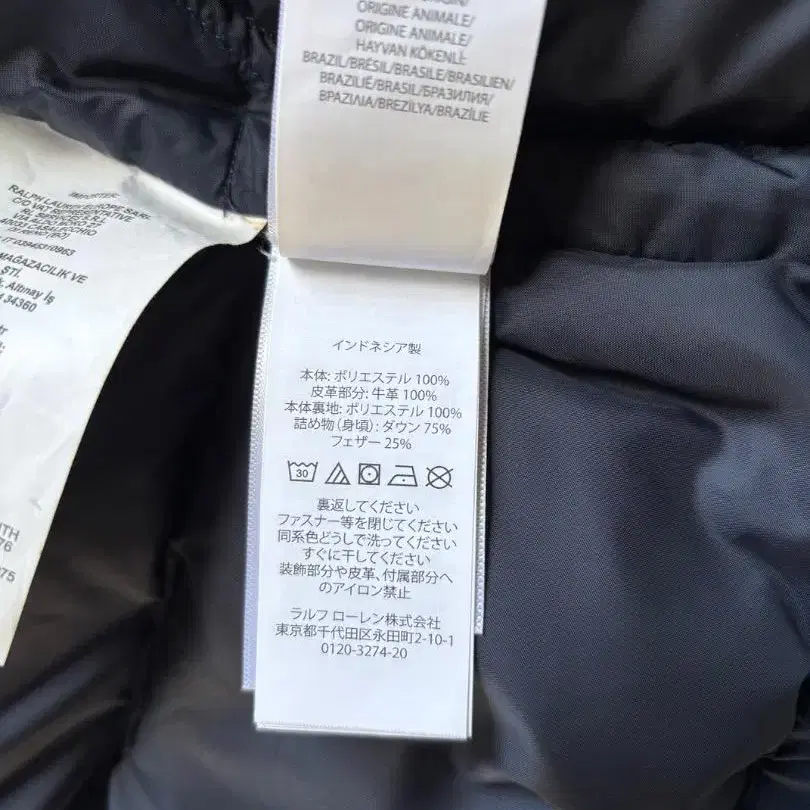 ORIGINE ANIMALE/
ORIGINE ANIMALE/
HAYVAN KÖKENLİ:
BRAZIL/BRÉSIL/BRASILE/BRASILIEN/
BRAZILIË/BRASIL/БРАЗИЛИЯ/
ΒΡΑΖΙΛΙΑ/BREZİLYA/BRAZÍLIE
RALPH LAUREN EUROPE SARL
C/O
REPRESENTATIVE
MAĞAZACILIK VE
ŞTİ.
Altınay İş
34360
インドネシア製
本体: ポリエステル 100%
皮革部分: 牛革 100%
本体裏地: ポリエステル 100%
詰め物 (身頃): ダウン 75%
フェザー 25%
30
裏返してください
ファスナー等を閉じてください
同系色どうしで洗ってください
すぐに干してください
装飾部分や皮革、付属部分へ
のアイロン禁止
ラルフ ローレン株式会社
東京都千代田区永田町2-10-1
0120-3274-20